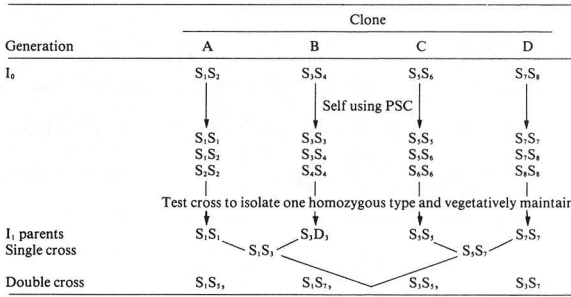 Clone
Generation A B C D
I₀ S₁S₂ S₃S₄ S₅S₆ S₇S₈
Self using PSC
S₁S₁ S₃S₃ S₅S₅ S₇S₇
S₁S₂ S₃S₄ S₅S₆ S₇S₈
S₂S₂ S₄S₄ S₆S₆ S₈S₈
Test cross to isolate one homozygous type and vegetatively maintain
I₁ parents S₁S₁ S₃D₃ S₅S₅ S₇S₇
Single cross S₁S₃ S₅S₇
Double cross S₁S₅, S₁S₇, S₃S₅, S₃S₇